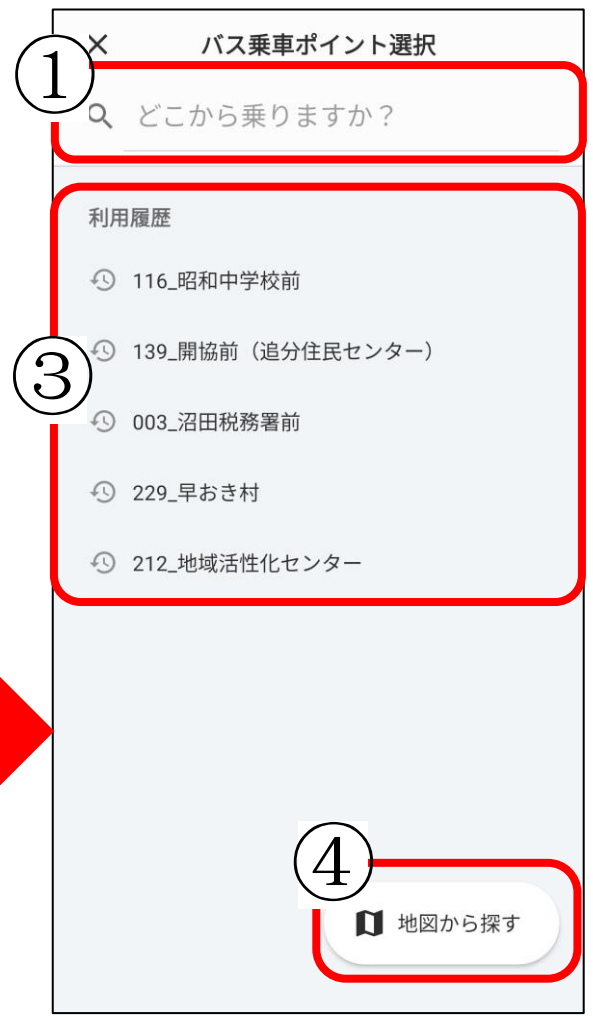 バス乗車ポイント選択
①
どこから乗りますか？
利用履歴
116_昭和中学校前
139_開協前（追分住民センター）
③
003_沼田税務署前
229_早おき村
212_地域活性化センター
④
地図から探す